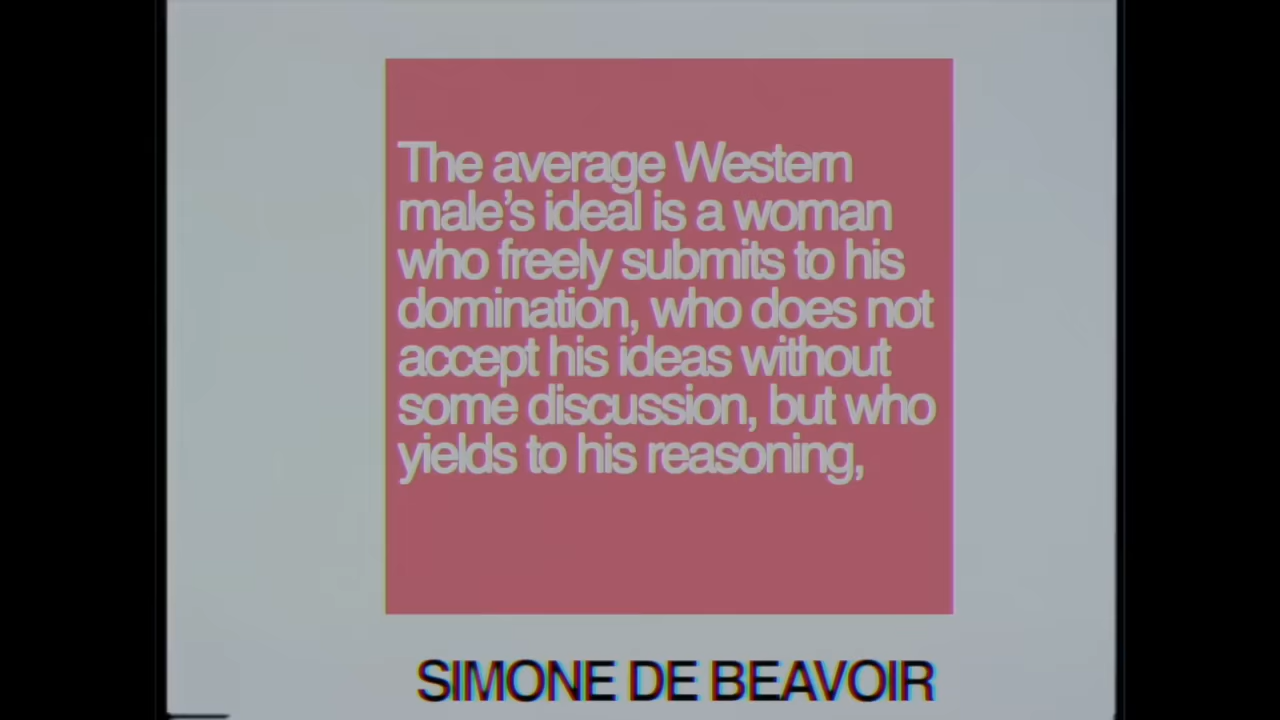 The average Western
male’s ideal is a woman
who freely submits to his
domination, who does not
accept his ideas without
some discussion, but who
yields to his reasoning,
SIMONE DE BEAVOIR